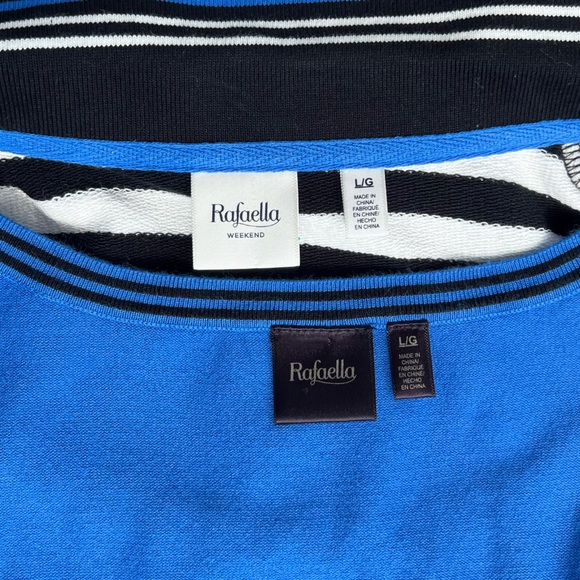 Rafaella
WEEKEND
L/G
MADE IN
CHINA/
FABRIQUE
EN CHINE/
HECHO
EN CHINA
Rafaella
L/G
MADE IN
CHINA/
FABRIQUE
EN CHINE/
HECHO
EN CHINA